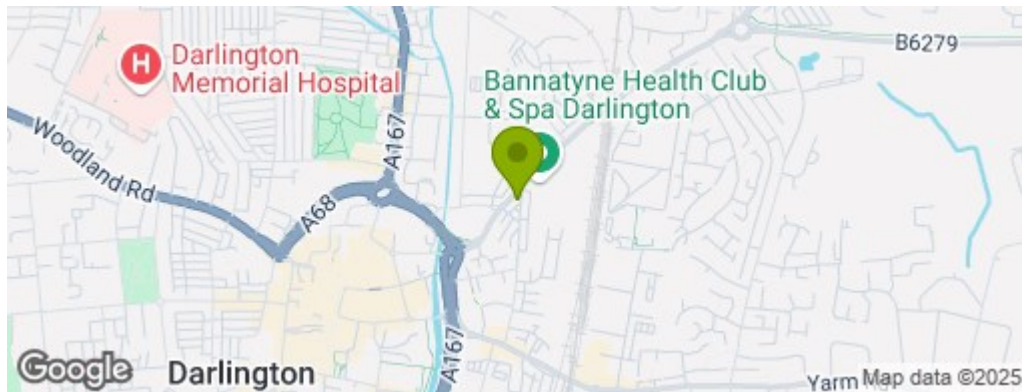 B6279
H
Darlington
Memorial Hospital
Bannatyne Health Club
& Spa Darlington
A167
Woodland Rd
A68
A167
Google
Darlington
Yarm
Map data ©2025